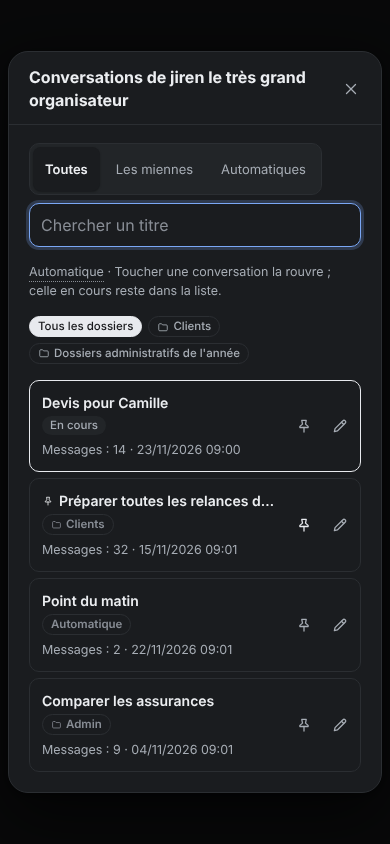 Conversations de jiren le très grand
organisateur
Toutes
Les miennes
Automatiques
Chercher un titre
Automatique · Toucher une conversation la rouvre ;
celle en cours reste dans la liste.
Tous les dossiers
Clients
Dossiers administratifs de l'année
Devis pour Camille
En cours
Messages : 14 · 23/11/2026 09:00
Préparer toutes les relances d...
Clients
Messages : 32 · 15/11/2026 09:01
Point du matin
Automatique
Messages : 2 · 22/11/2026 09:01
Comparer les assurances
Admin
Messages : 9 · 04/11/2026 09:01